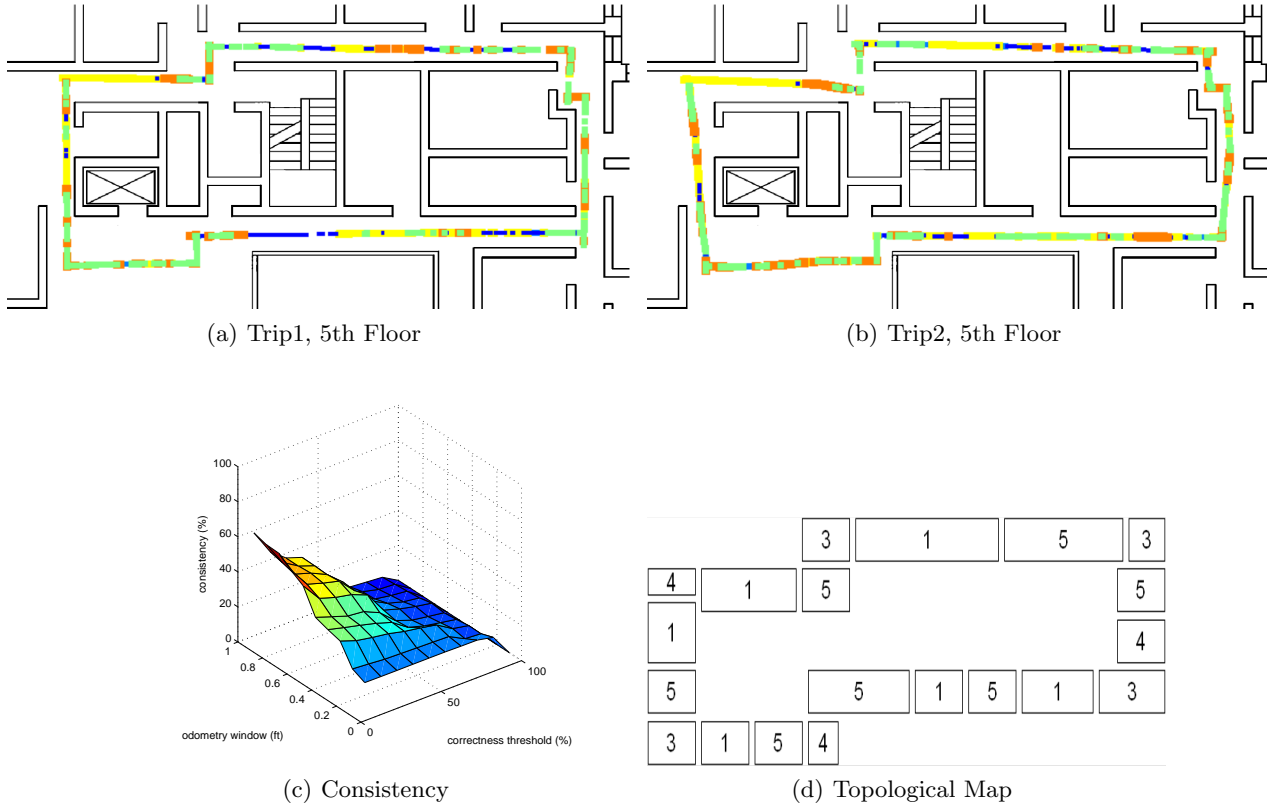 (a) Trip1, 5th Floor
(b) Trip2, 5th Floor
100
80
60
40
20
0
consistency (%)
1
0.8
0.6
0.4
0.2
0
odometry window (ft)
0
50
100
correctness threshold (%)
3 1 5 3
4 1 5 5
1 4
5 5 1 5 1 3
3 1 5 4
(c) Consistency
(d) Topological Map